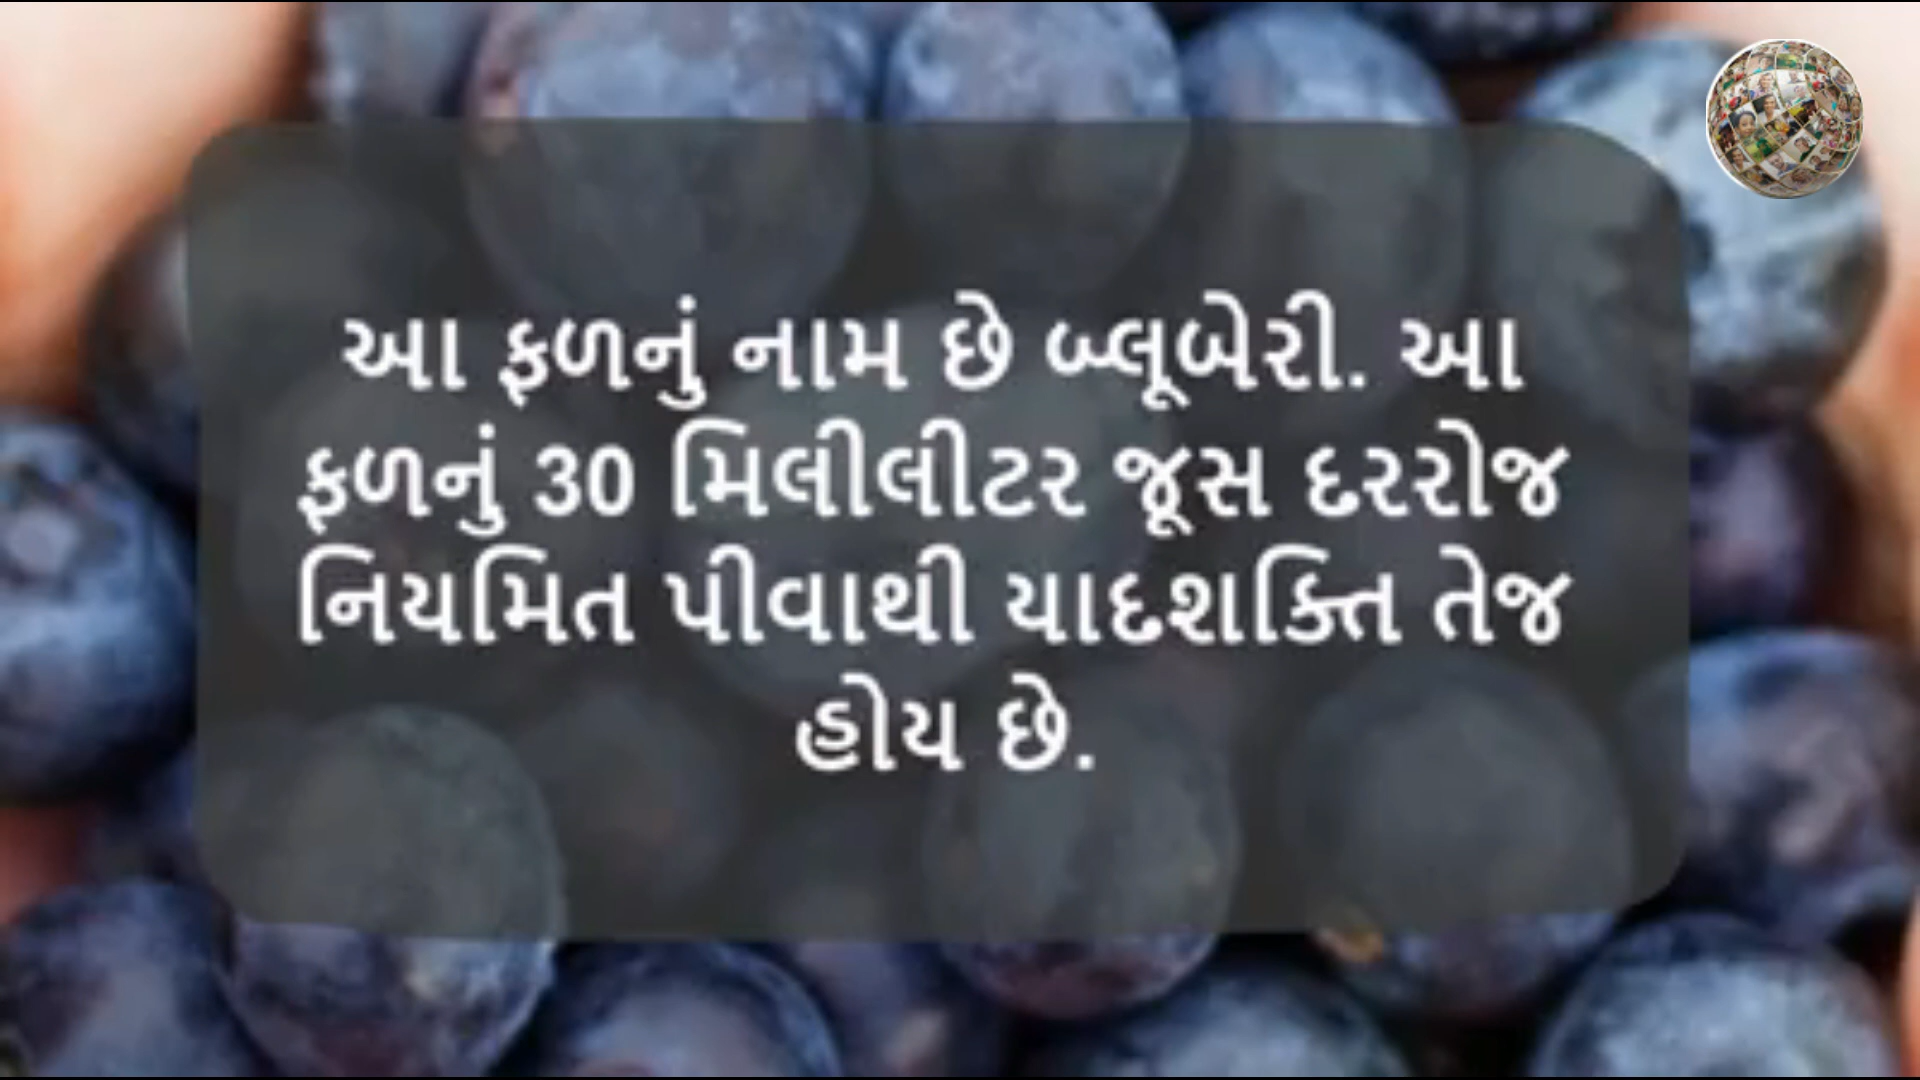 આ ફળનું નામ છે બ્લૂબેરી. આ
ફળનું 30 મિલીલીટર જૂસ દરરોજ
નિયમિત પીવાથી યાદશક્તિ તેજ
હોય છે.